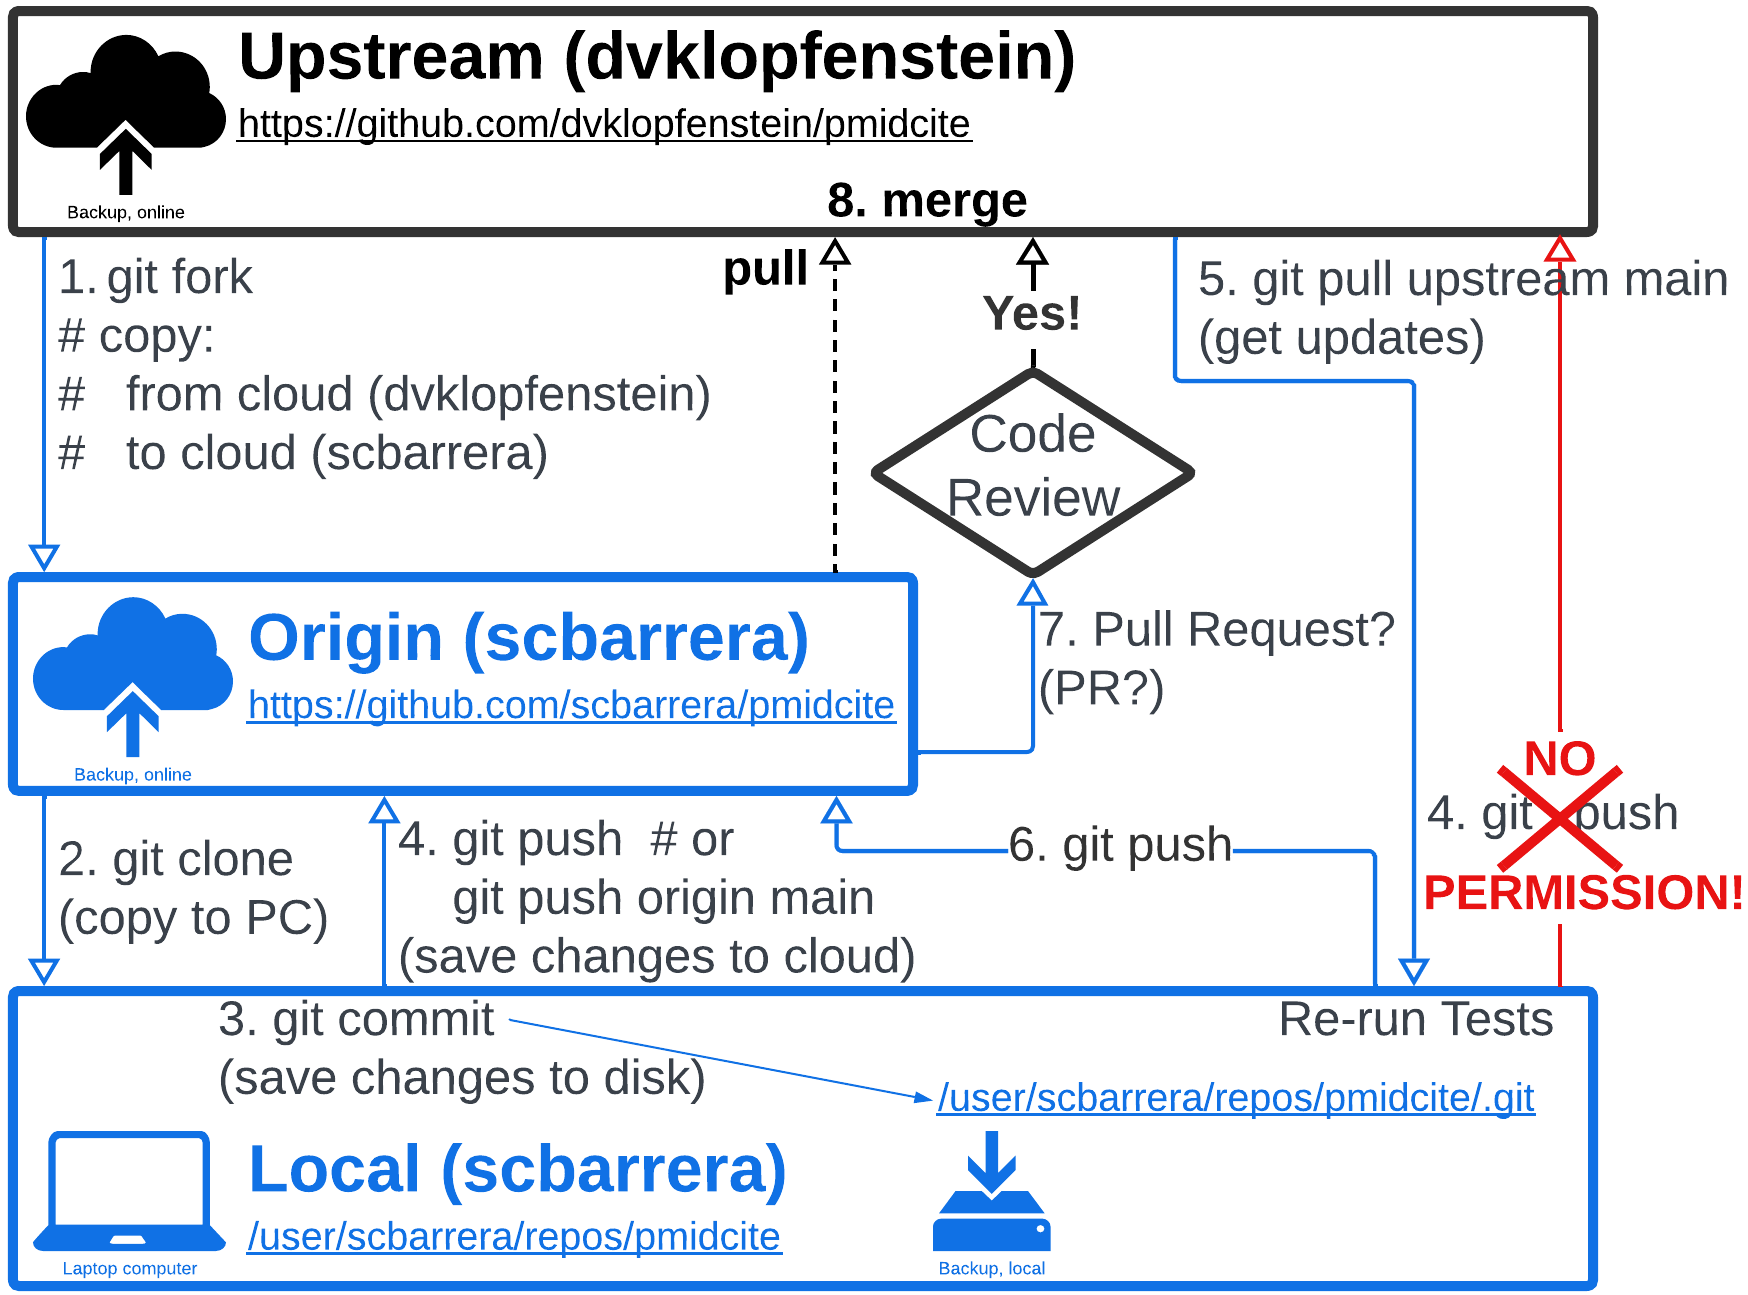 Upstream (dvklopfenstein)
https://github.com/dvklopfenstein/pmidcite
Backup, online
8. merge
1. git fork
# copy:
#   from cloud (dvklopfenstein)
#   to cloud (scbarrera)
pull
Yes!
Code
Review
5. git pull upstream main
(get updates)
Origin (scbarrera)
https://github.com/scbarrera/pmidcite
Backup, online
7. Pull Request?
(PR?)
NO
4. git push
PERMISSION!
2. git clone
(copy to PC)
4. git push  # or
git push origin main
(save changes to cloud)
6. git push
3. git commit
(save changes to disk)
Re-run Tests
/user/scbarrera/repos/pmidcite/.git
Local (scbarrera)
/user/scbarrera/repos/pmidcite
Laptop computer
Backup, local